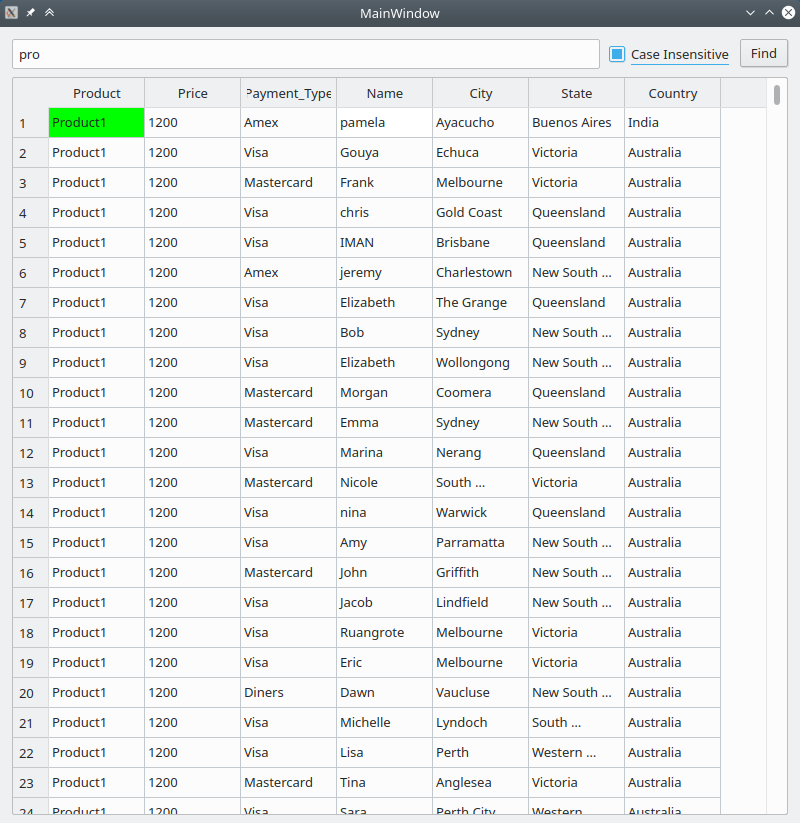 MainWindow
pro Case Insensitive Find
Product Price Payment_Type Name City State Country
1 Product1 1200 Amex pamela Ayacucho Buenos Aires India
2 Product1 1200 Visa Gouya Echuca Victoria Australia
3 Product1 1200 Mastercard Frank Melbourne Victoria Australia
4 Product1 1200 Visa chris Gold Coast Queensland Australia
5 Product1 1200 Visa IMAN Brisbane Queensland Australia
6 Product1 1200 Amex jeremy Charlestown New South ... Australia
7 Product1 1200 Visa Elizabeth The Grange Queensland Australia
8 Product1 1200 Visa Bob Sydney New South ... Australia
9 Product1 1200 Visa Elizabeth Wollongong New South ... Australia
10 Product1 1200 Mastercard Morgan Coomera Queensland Australia
11 Product1 1200 Mastercard Emma Sydney New South ... Australia
12 Product1 1200 Visa Marina Nerang Queensland Australia
13 Product1 1200 Mastercard Nicole South ... Victoria Australia
14 Product1 1200 Visa nina Warwick Queensland Australia
15 Product1 1200 Visa Amy Parramatta New South ... Australia
16 Product1 1200 Mastercard John Griffith New South ... Australia
17 Product1 1200 Visa Jacob Lindfield New South ... Australia
18 Product1 1200 Visa Ruangrote Melbourne Victoria Australia
19 Product1 1200 Visa Eric Melbourne Victoria Australia
20 Product1 1200 Diners Dawn Vaucluse New South ... Australia
21 Product1 1200 Visa Michelle Lyndoch South ... Australia
22 Product1 1200 Visa Lisa Perth Western ... Australia
23 Product1 1200 Mastercard Tina Anglesea Victoria Australia
24 Product1 1200 Visa Sara Perth City Western Australia